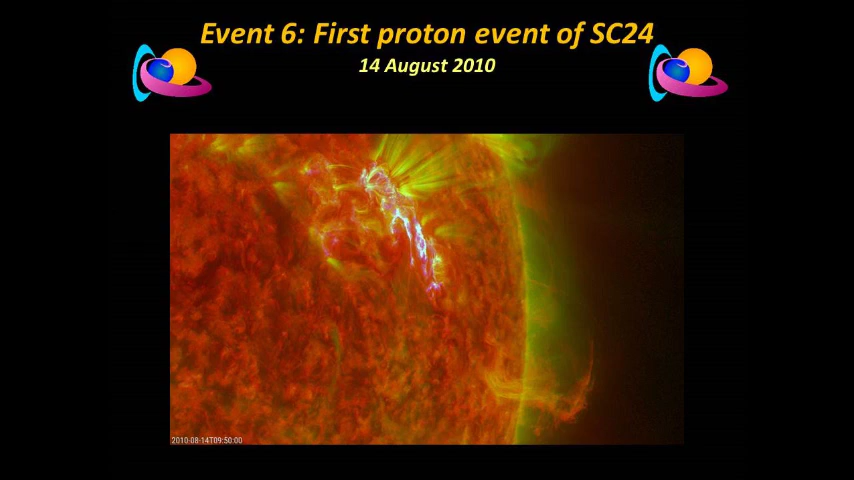 Event 6: First proton event of SC24
14 August 2010
2010-08-14T09:50:00